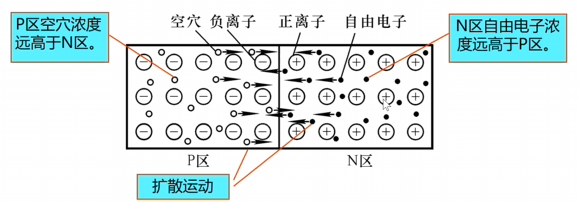 P区空穴浓度
远高于N区。
空穴 负离子 正离子 自由电子
N区自由电子浓
度远高于P区。
P区
N区
扩散运动